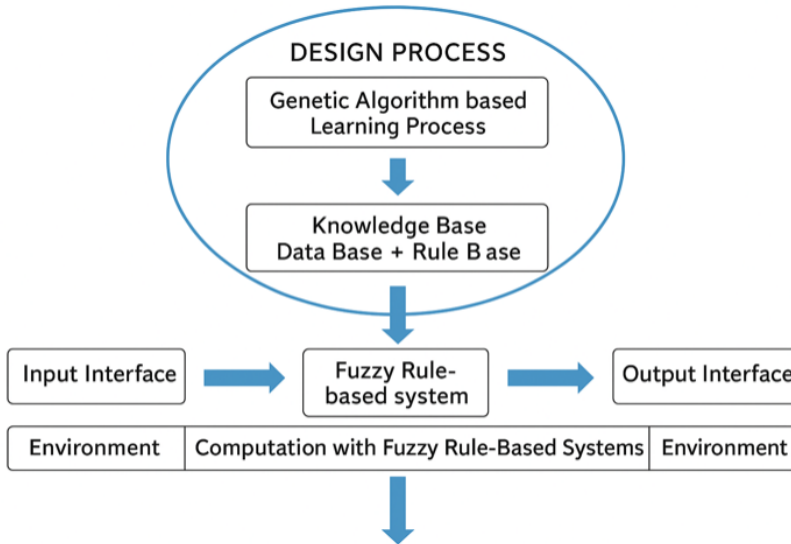 DESIGN PROCESS
Genetic Algorithm based
Learning Process
Knowledge Base
Data Base + Rule B ase
Input Interface
Fuzzy Rule-
based system
Output Interface
Environment
Computation with Fuzzy Rule-Based Systems
Environment